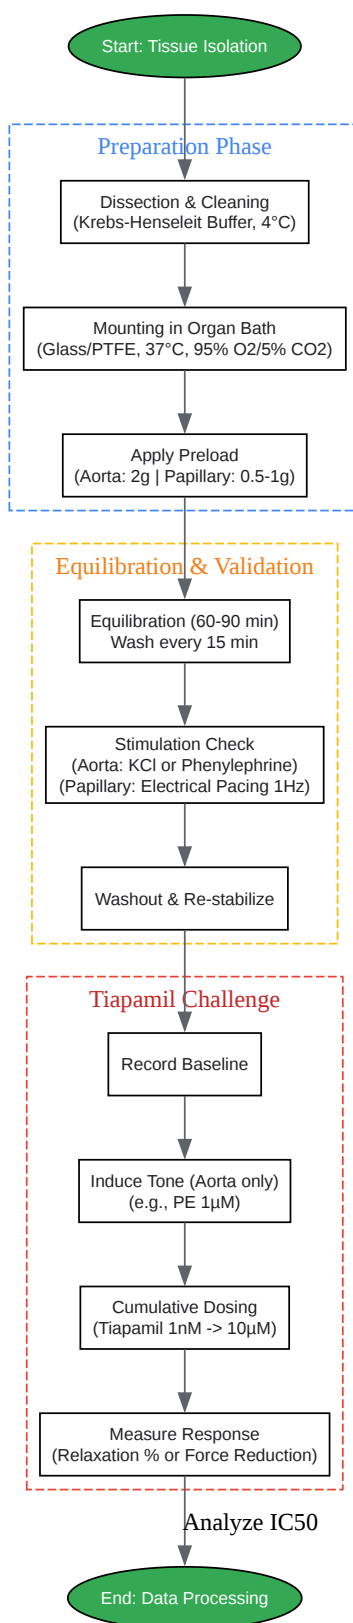 Start: Tissue Isolation
Preparation Phase
Dissection & Cleaning
(Krebs-Henseleit Buffer, 4°C)
Mounting in Organ Bath
(Glass/PTFE, 37°C, 95% O2/5% CO2)
Apply Preload
(Aorta: 2g | Papillary: 0.5-1g)
Equilibration & Validation
Equilibration (60-90 min)
Wash every 15 min
Stimulation Check
(Aorta: KCl or Phenylephrine)
(Papillary: Electrical Pacing 1Hz)
Washout & Re-stabilize
Tiapamil Challenge
Record Baseline
Induce Tone (Aorta only)
(e.g., PE 1µM)
Cumulative Dosing
(Tiapamil 1nM -> 10µM)
Measure Response
(Relaxation % or Force Reduction)
Analyze IC50
End: Data Processing